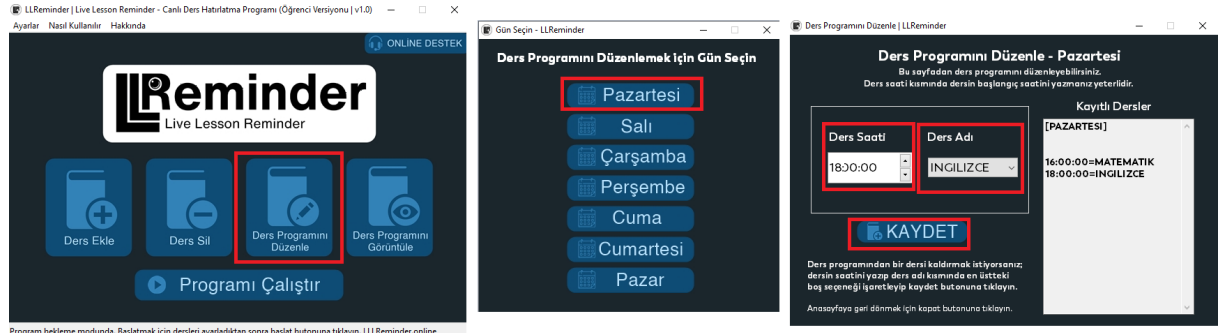 LLReminder | Live Lesson Reminder - Canlı Ders Hatırlatma Programı (Öğrenci Versiyonu | v1.0)
Ayarlar Nasıl Kullanılır Hakkında
ONLİNE DESTEK
LLReminder
Live Lesson Reminder
Ders Ekle
Ders Sil
Ders Programını
Düzenle
Ders Programını
Görüntüle
Programı Çalıştır
Program bekleme modunda. Başlatmak için dersleri ayarladıktan sonra başlat butonuna tıklayın. LLReminder online
Gün Seçin - LLReminder
Ders Programını Düzenlemek İçin Gün Seçin
Pazartesi
Salı
Çarşamba
Perşembe
Cuma
Cumartesi
Pazar
Ders Programını Düzenle | LLReminder
Ders Programını Düzenle - Pazartesi
Bu sayfadan ders programını düzenleyebilirsiniz.
Ders saati kısmında dersin başlangıç saatini yazmanız yeterlidir.
Ders Saati
18:00:00
Ders Adı
INGILIZCE
KAYDET
Ders programından bir dersi kaldırmak istiyorsanız;
dersin saatini yazıp ders adı kısmında en üstteki
boş seçeneği işaretleyip kaydet butonuna tıklayın.
Anasayfaya geri dönmek için kapat butonuna tıklayın.
Kayıtlı Dersler
[PAZARTESI]
16:00:00=MATEMATIK
18:00:00=INGILIZCE